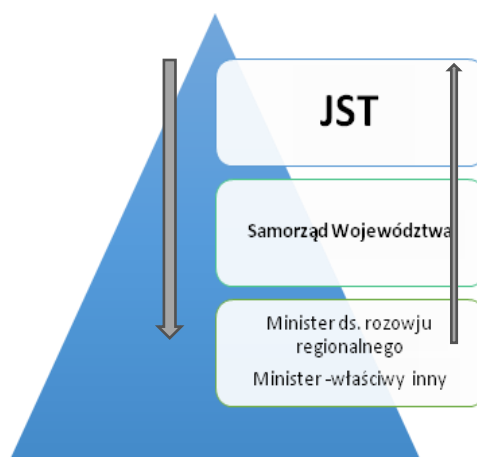 JST
Samorząd Województwa
Minister ds. rozowju
regionalnego
Minister -właściwy inny